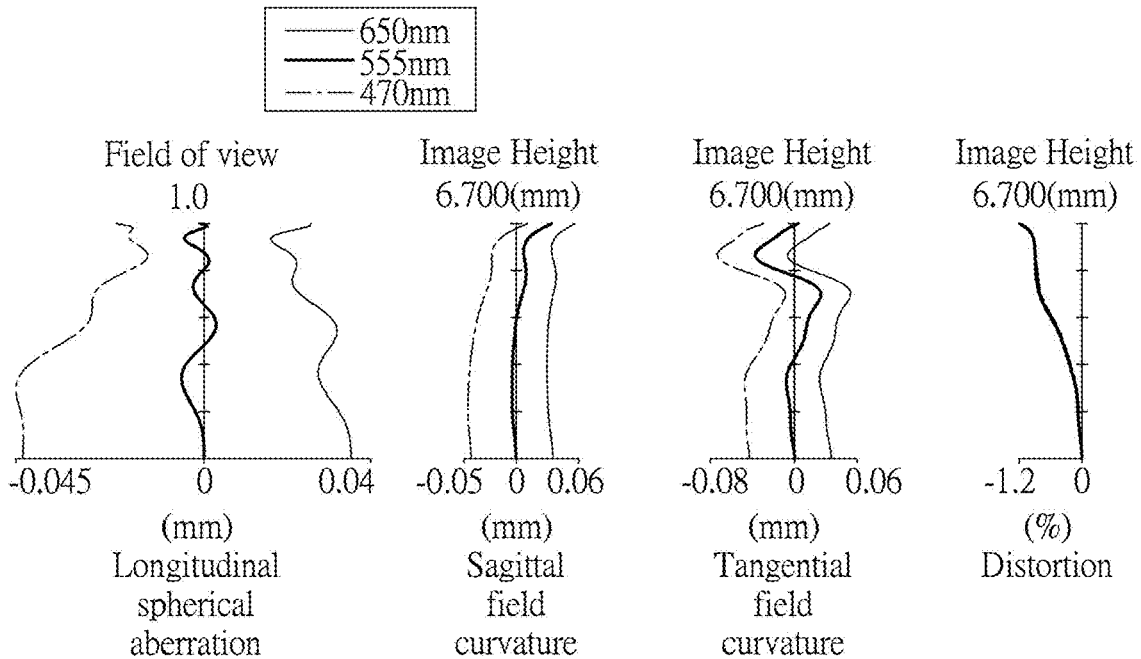 650nm
555nm
470nm
Field of view
1.0
Image Height
6.700(mm)
Image Height
6.700(mm)
Image Height
6.700(mm)
-0.045 0 0.04
(mm)
Longitudinal
spherical
aberration
-0.05 0 0.06
(mm)
Sagittal
field
curvature
-0.08 0 0.06
(mm)
Tangential
field
curvature
-1.2 0
(%)
Distortion